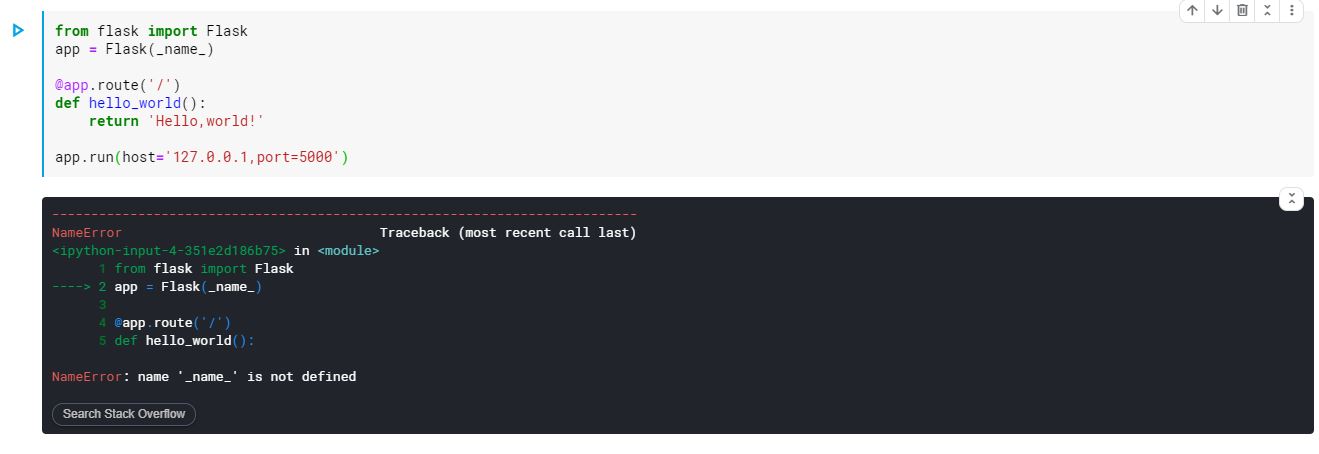 from flask import Flask
app = Flask(_name_)
@app.route('/')
def hello_world():
    return 'Hello,world!'
app.run(host='127.0.0.1,port=5000')
---------------------------------------------------------------------------
NameError                                 Traceback (most recent call last)
<ipython-input-4-351e2d186b75> in <module>
      1 from flask import Flask
----> 2 app = Flask(_name_)
      3
      4 @app.route('/')
      5 def hello_world():
NameError: name '_name_' is not defined
Search Stack Overflow